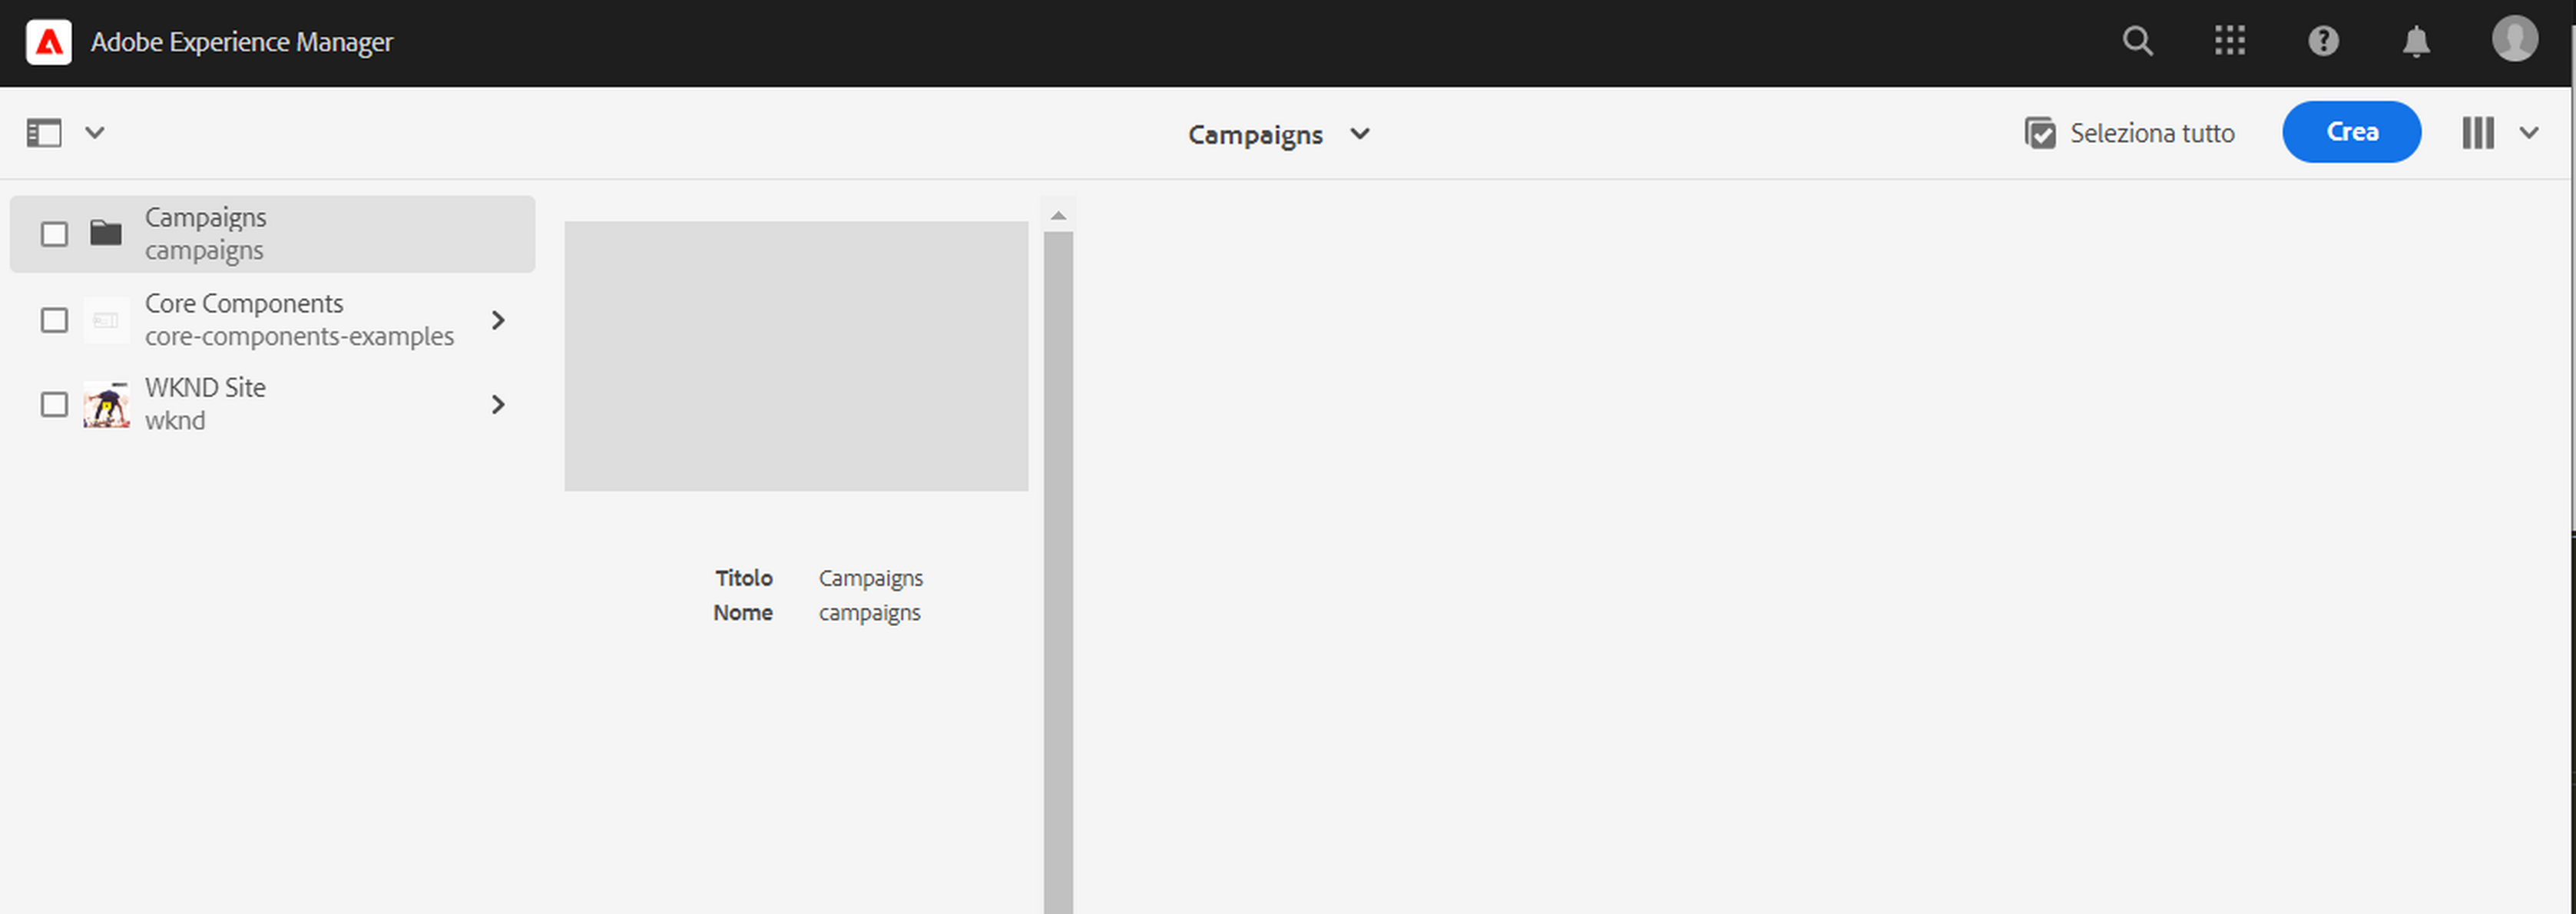 Adobe Experience Manager
Campaigns
Seleziona tutto
Crea
Campaigns
campaigns
Core Components
core-components-examples
WKND Site
wknd
Titolo Campaigns
Nome campaigns